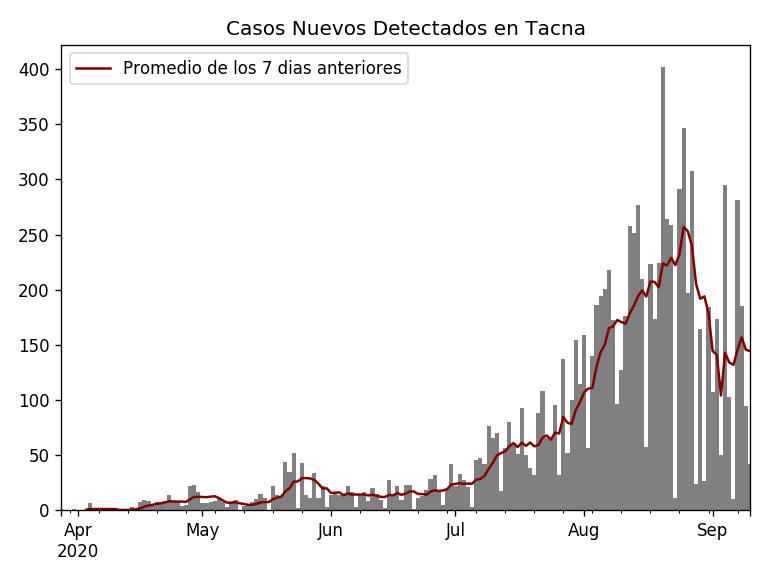 Casos Nuevos Detectados en Tacna
Promedio de los 7 dias anteriores
400
350
300
250
200
150
100
50
0
Apr
2020
May
Jun
Jul
Aug
Sep